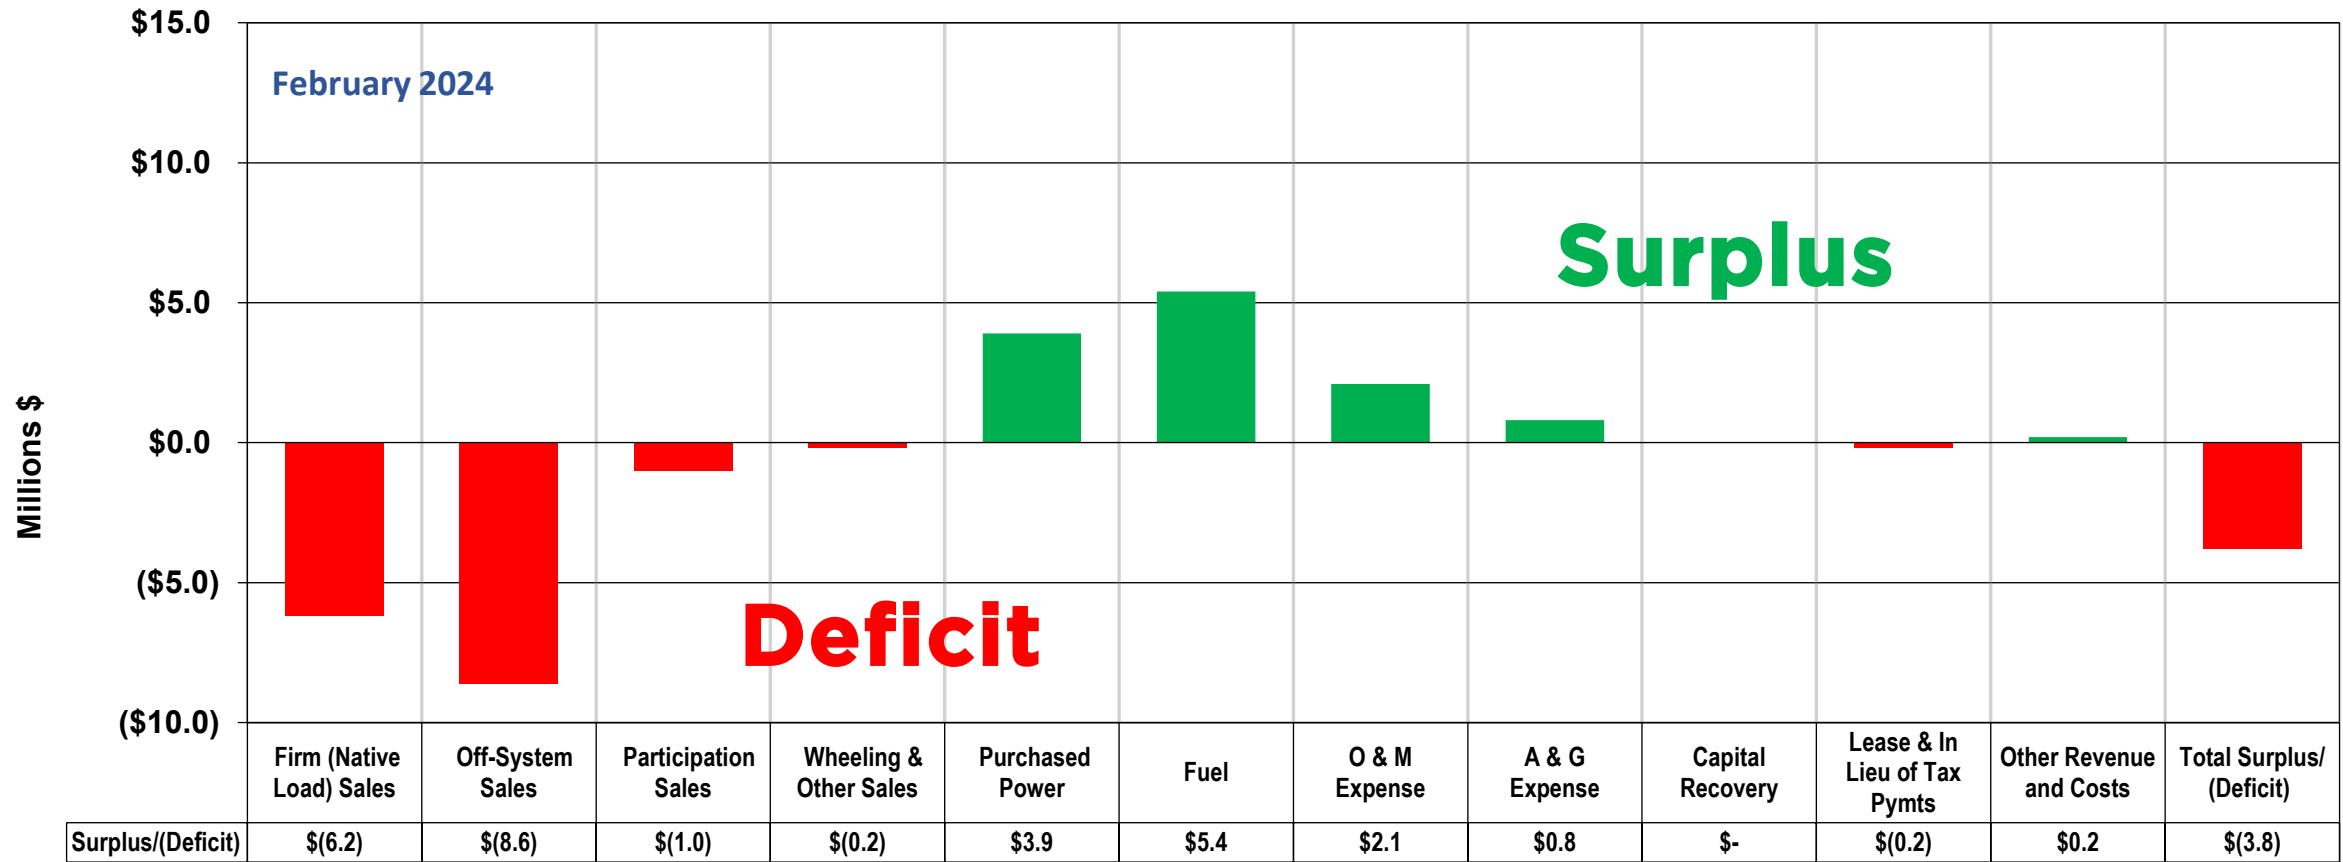 $15.0
February 2024
$10.0
Surplus
$5.0
Millions $
$0.0
($5.0)
Deficit
($10.0)
Firm (Native
Load) Sales
Off-System
Sales
Participation
Sales
Wheeling &
Other Sales
Purchased
Power
Fuel
O & M
Expense
A & G
Expense
Capital
Recovery
Lease & In
Lieu of Tax
Pymts
Other Revenue
and Costs
Total Surplus/
(Deficit)
Surplus/(Deficit) $(6.2) $(8.6) $(1.0) $(0.2) $3.9 $5.4 $2.1 $0.8 $- $(0.2) $0.2 $(3.8)